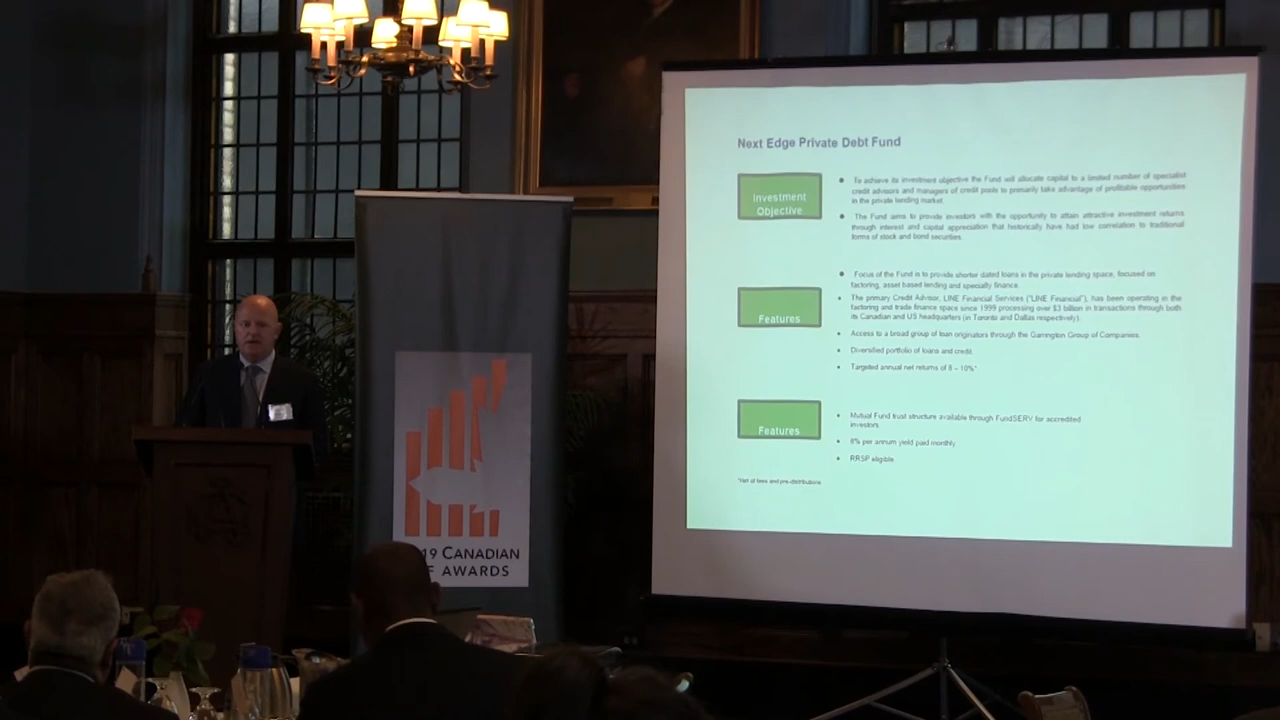 Next Edge Private Debt Fund
Investment
Objective
To achieve its investment objective the Fund will allocate capital to a limited number of specialist
credit advisors and managers of credit pools to primarily take advantage of profitable opportunities
in the private lending market.
The Fund aims to provide investors with the opportunity to attain attractive investment returns
through interest and capital appreciation that historically have had low correlation to traditional
forms of stock and bond securities.
Features
Focus of the Fund is to provide shorter dated loans in the private lending space, focused on
factoring, asset based lending and specialty finance.
The primary Credit Advisor, LINE Financial Services ("LINE Financial"), has been operating in the
factoring and trade finance space since 1999 processing over $3 billion in transactions through both
its Canadian and US headquarters (in Toronto and Dallas respectively).
Access to a broad group of loan originators through the Garrington Group of Companies.
Diversified portfolio of loans and credit.
Targeted annual net returns of 8 – 10%*
Features
Mutual Fund trust structure available through FundSERV for accredited
investors.
8% per annum yield paid monthly
RRSP eligible
*Net of fees and pre-distributions
19 CANADIAN
F AWARDS